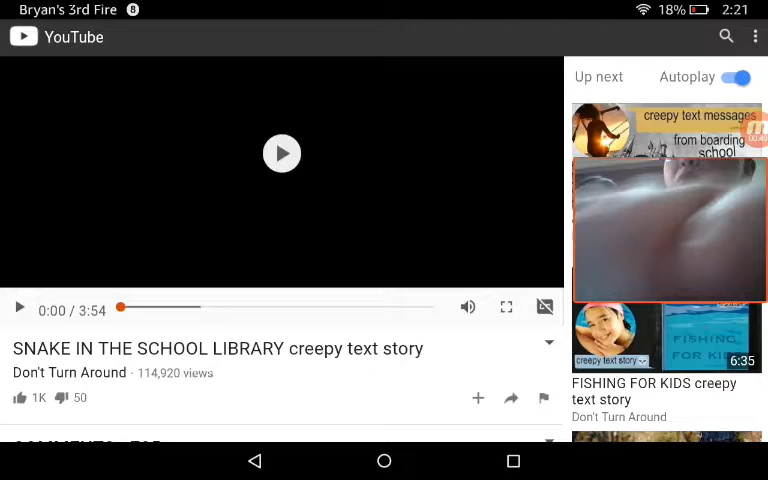 Bryan's 3rd Fire 8 18% 2:21
YouTube
Up next Autoplay
creepy text messages
from boarding
school
00:40
0:00 / 3:54
SNAKE IN THE SCHOOL LIBRARY creepy text story
Don't Turn Around · 114,920 views
1K 50
creepy text story
FISHING
FOR KIDS
6:35
FISHING FOR KIDS creepy
text story
Don't Turn Around